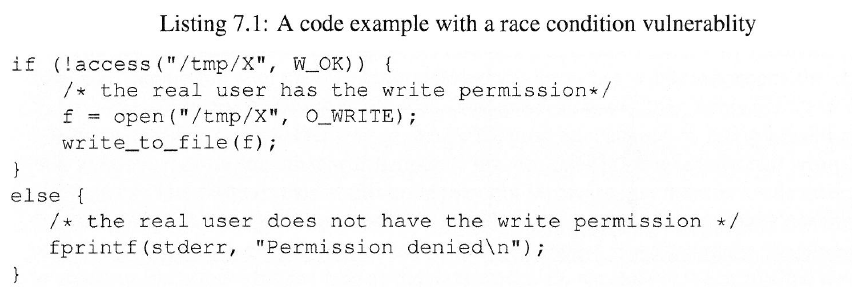 Listing 7.1: A code example with a race condition vulnerablity
if (!access("/tmp/X", W_OK)) {
    /* the real user has the write permission*/
    f = open("/tmp/X", O_WRITE);
    write_to_file(f);
}
else {
   /* the real user does not have the write permission */
   fprintf(stderr, "Permission denied\n");
}